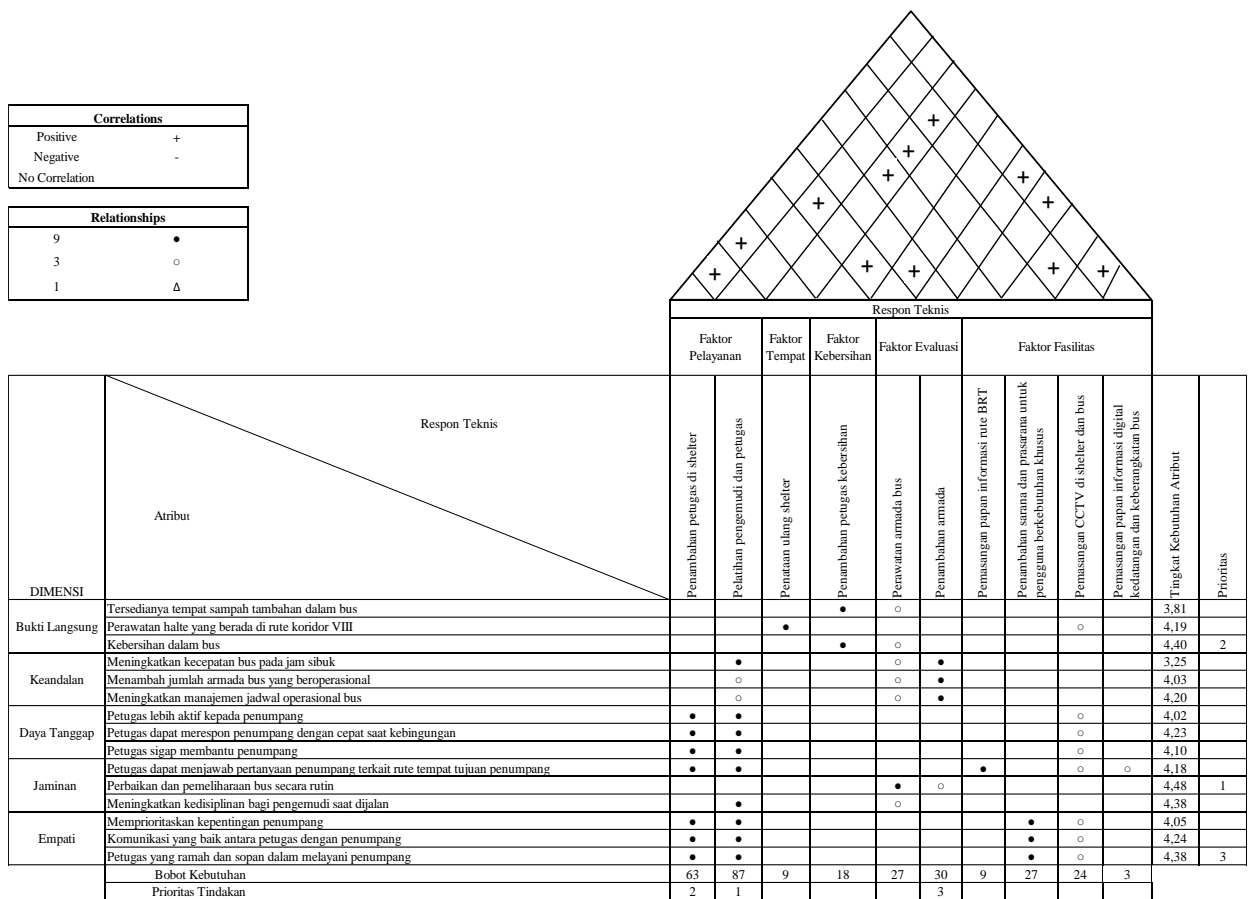 Correlations
Positive +
Negative -
No Correlation
Relationships
9 ●
3 ○
1 Δ
+
+
+
+ +
+ +
+
+ + + + +
Respon Teknis
Faktor Pelayanan Faktor Tempat Faktor Kebersihan Faktor Evaluasi Faktor Fasilitas
DIMENSI
Atribut
Respon Teknis
Penambahan petugas di shelter
Pelatihan pengemudi dan petugas
Penataan ulang shelter
Penambahan petugas kebersihan
Perawatan armada bus
Penambahan armada
Pemasangan papan informasi rute BRT
Penambahan sarana dan prasarana untuk
pengguna berkebutuhan khusus
Pemasangan CCTV di shelter dan bus
Pemasangan papan informasi digital
kedatangan dan keberangkatan bus
Tingkat Kebutuhan Atribut
Prioritas
Bukti Langsung
Tersedianya tempat sampah tambahan dalam bus ● ○ 3,81
Perawatan halte yang berada di rute koridor VIII ● ○ 4,19
Kebersihan dalam bus ● ○ 4,40 2
Keandalan
Meningkatkan kecepatan bus pada jam sibuk ● ○ ● 3,25
Menambah jumlah armada bus yang beroperasional ○ ○ ● 4,03
Meningkatkan manajemen jadwal operasional bus ○ ○ ● 4,20
Daya Tanggap
Petugas lebih aktif kepada penumpang ● ● ○ 4,02
Petugas dapat merespon penumpang dengan cepat saat kebingungan ● ● ○ 4,23
Petugas sigap membantu penumpang ● ● ○ 4,10
Jaminan
Petugas dapat menjawab pertanyaan penumpang terkait rute tempat tujuan penumpang ● ● ● ○ ○ 4,18
Perbaikan dan pemeliharaan bus secara rutin ● ○ 4,48 1
Meningkatkan kedisiplinan bagi pengemudi saat dijalan ● ○ 4,38
Empati
Memprioritaskan kepentingan penumpang ● ● ● ○ 4,05
Komunikasi yang baik antara petugas dengan penumpang ● ● ● ○ 4,24
Petugas yang ramah dan sopan dalam melayani penumpang ● ● ● ○ 4,38 3
Bobot Kebutuhan 63 87 9 18 27 30 9 27 24 3
Prioritas Tindakan 2 1 3